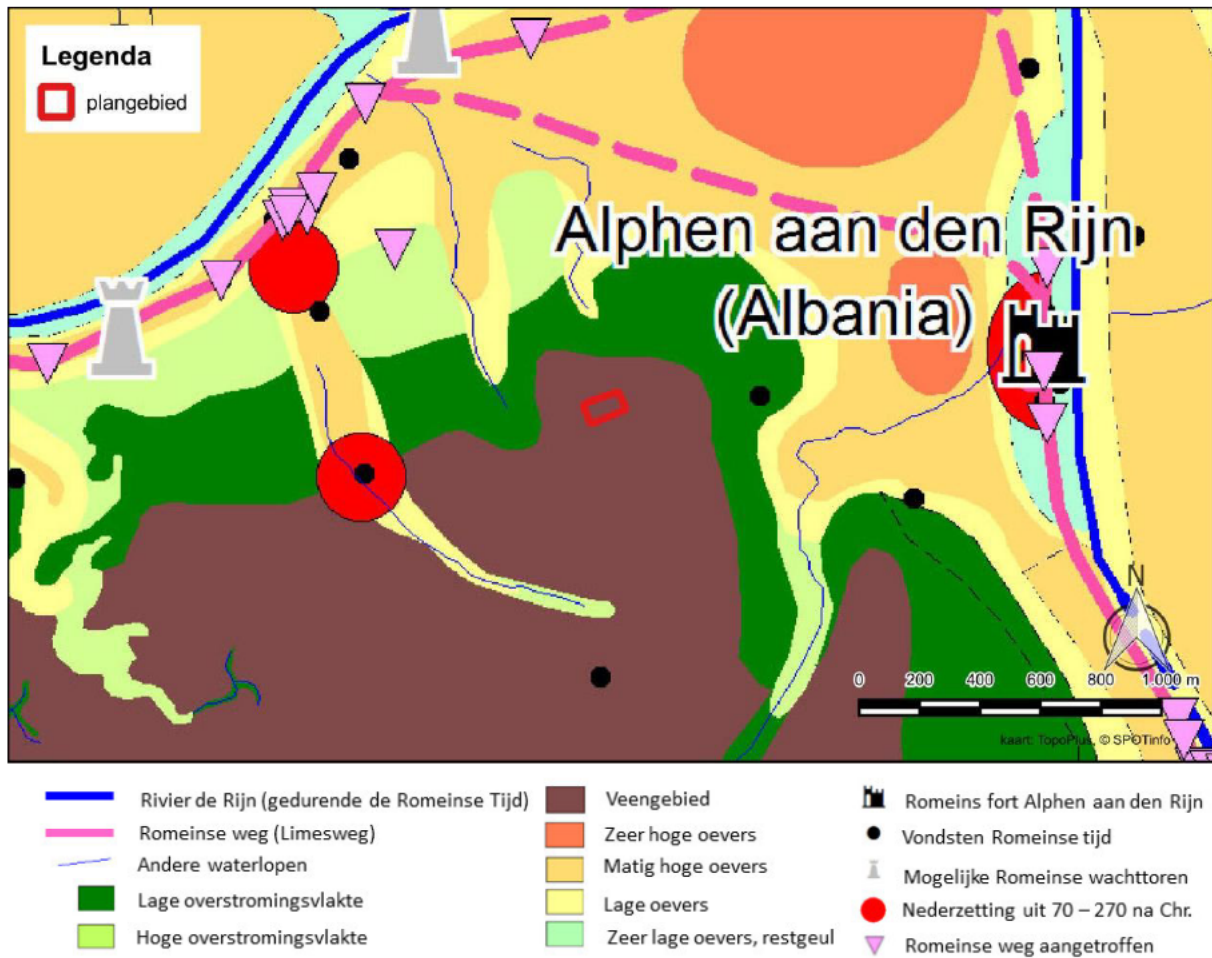 Legenda
plangebied
Alphen aan den Rijn
(Albania)
N
0 200 400 600 800 1.000 m
kaart: TopoPlus, © SPOTinfo
Rivier de Rijn (gedurende de Romeinse Tijd)
Romeinse weg (Limesweg)
Andere waterlopen
Lage overstromingsvlakte
Hoge overstromingsvlakte
Veengebied
Zeer hoge oevers
Matig hoge oevers
Lage oevers
Zeer lage oevers, restgeul
Romeins fort Alphen aan den Rijn
Vondsten Romeinse tijd
Mogelijke Romeinse wachttoren
Nederzetting uit 70 – 270 na Chr.
Romeinse weg aangetroffen